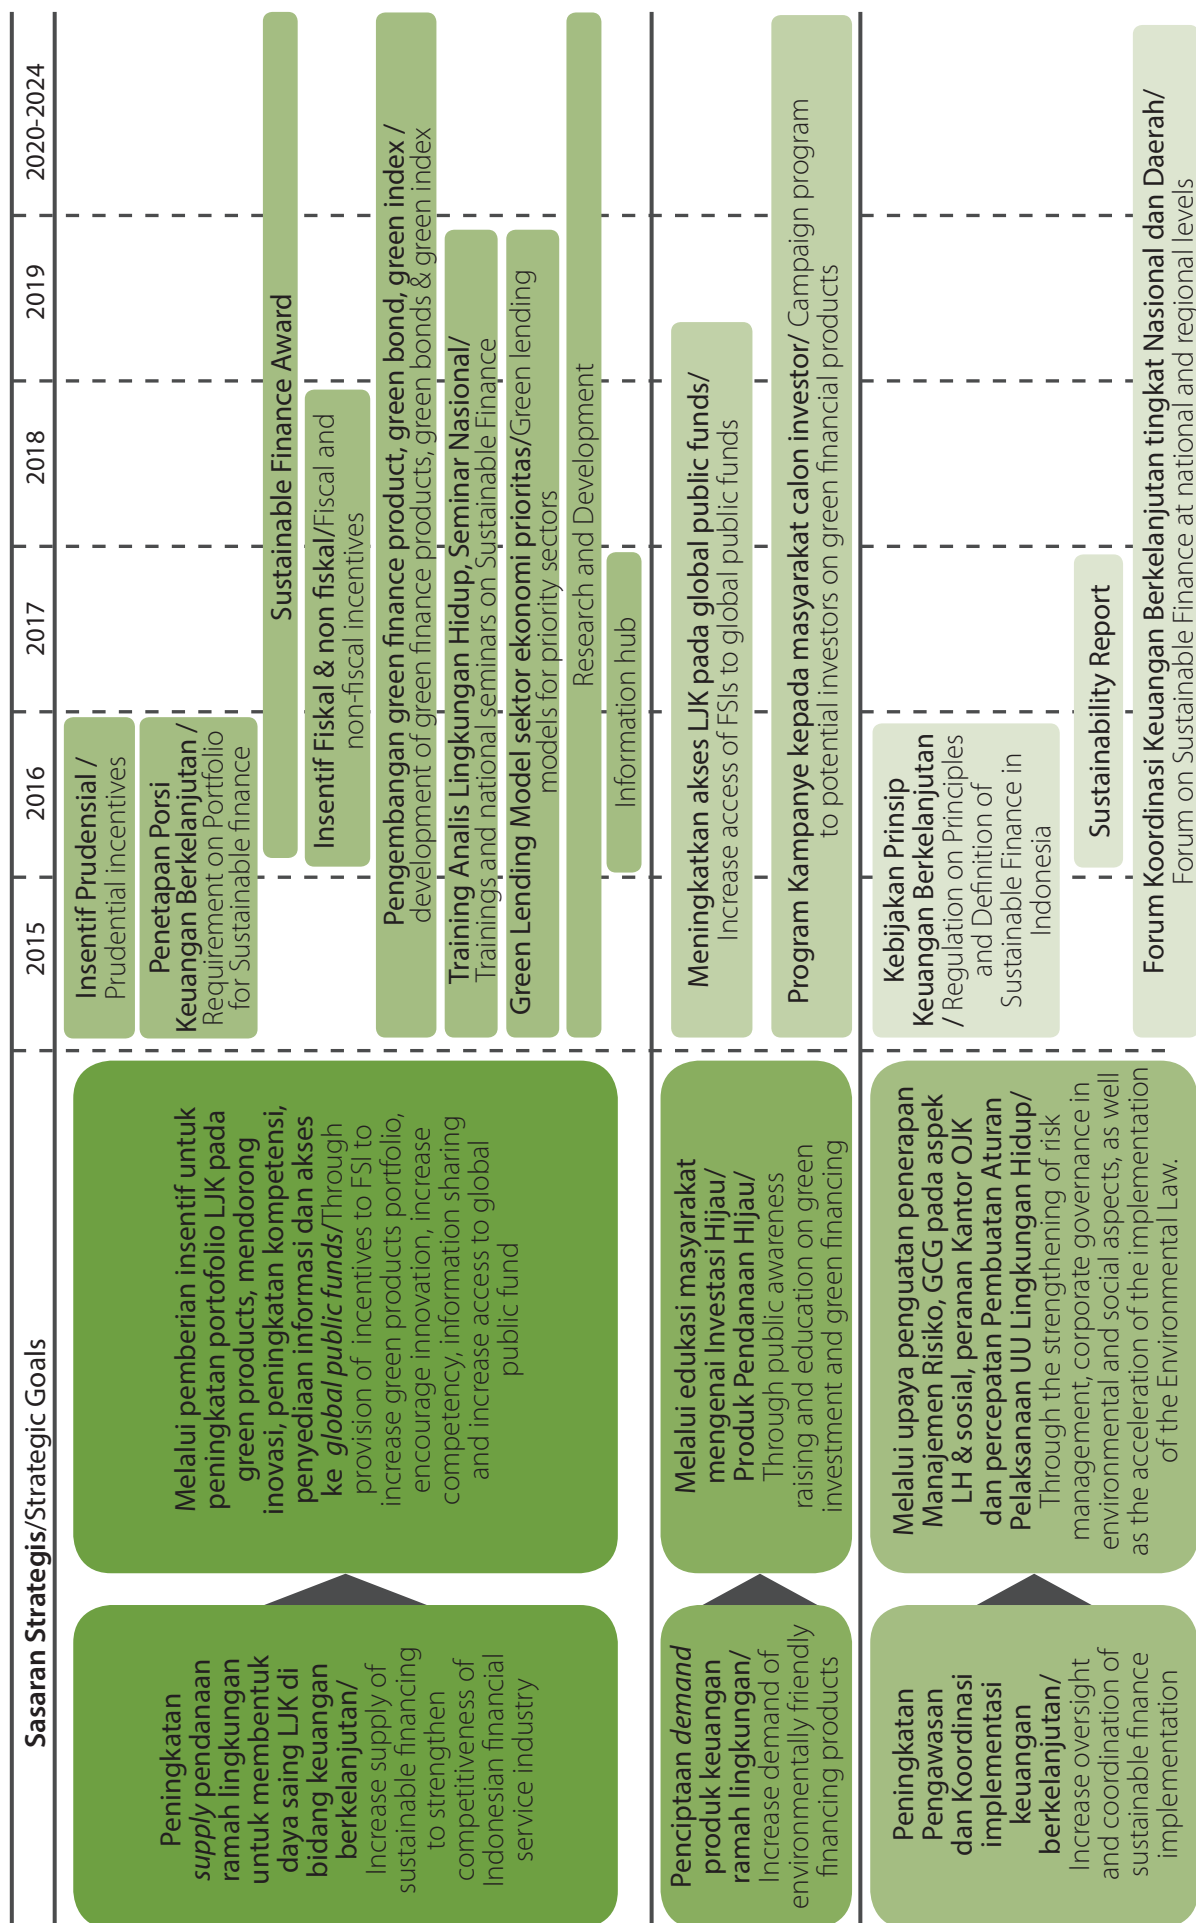 Sasaran Strategis/Strategic Goals
2015
2016
2017
2018
2019
2020-2024
Peningkatan
supply pendanaan
ramah lingkungan
untuk membentuk
daya saing LJK di
bidang keuangan
berkelanjutan/
Increase supply of
sustainable financing
to strengthen
competitiveness of
Indonesian financial
service industry
Melalui pemberian insentif untuk
peningkatan portofolio LJK pada
green products, mendorong
inovasi, peningkatan kompetensi,
penyediaan informasi dan akses
ke global public funds/Through
provision of incentives to FSI to
increase green products portfolio,
encourage innovation, increase
competency, information sharing
and increase access to global
public fund
Insentif Prudensial /
Prudential incentives
Penetapan Porsi
Keuangan Berkelanjutan /
Requirement on Portfolio
for Sustainable finance
Sustainable Finance Award
Insentif Fiskal & non fiskal/Fiscal and
non-fiscal incentives
Pengembangan green finance product, green bond, green index /
development of green finance products, green bonds & green index
Training Analis Lingkungan Hidup, Seminar Nasional/
Trainings and national seminars on Sustainable Finance
Green Lending Model sektor ekonomi prioritas/Green lending
models for priority sectors
Research and Development
Information hub
Penciptaan demand
produk keuangan
ramah lingkungan/
Increase demand of
environmentally friendly
financing products
Melalui edukasi masyarakat
mengenai Investasi Hijau/
Produk Pendanaan HIjau/
Through public awareness
raising and education on green
investment and green financing
Meningkatkan akses LJK pada global public funds/
Increase access of FSIs to global public funds
Program Kampanye kepada masyarakat calon investor/ Campaign program
to potential investors on green financial products
Peningkatan
Pengawasan
dan Koordinasi
implementasi
keuangan
berkelanjutan/
Increase oversight
and coordination of
sustainable finance
implementation
Melalui upaya penguatan penerapan
Manajemen Risiko, GCG pada aspek
LH & sosial, peranan Kantor OJK
dan percepatan Pembuatan Aturan
Pelaksanaan UU Lingkungan Hidup/
Through the strengthening of risk
management, corporate governance in
environmental and social aspects, as well
as the acceleration of the implementation
of the Environmental Law.
Kebijakan Prinsip
Keuangan Berkelanjutan
/ Regulation on Principles
and Definition of
Sustainable Finance in
Indonesia
Sustainability Report
Forum Koordinasi Keuangan Berkelanjutan tingkat Nasional dan Daerah/
Forum on Sustainable Finance at national and regional levels